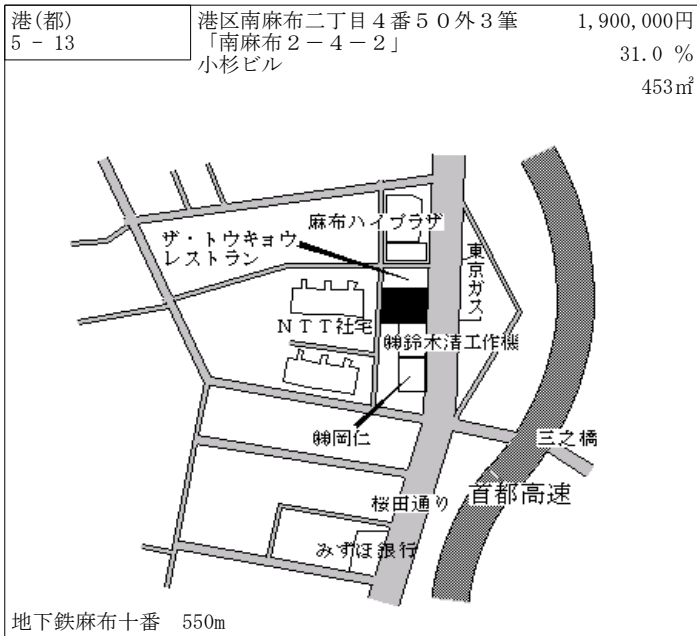 港(都)
5 - 13
港区南麻布二丁目４番５０外３筆
「南麻布２－４－２」
小杉ビル
1,900,000円
31.0 %
453㎡
麻布ハイプラザ
ザ・トウキョウ
レストラン
東京ガス
ＮＴＴ社宅
㈱鈴木清工作機
㈱岡仁
三之橋
首都高速
桜田通り
みずほ銀行
地下鉄麻布十番 550m